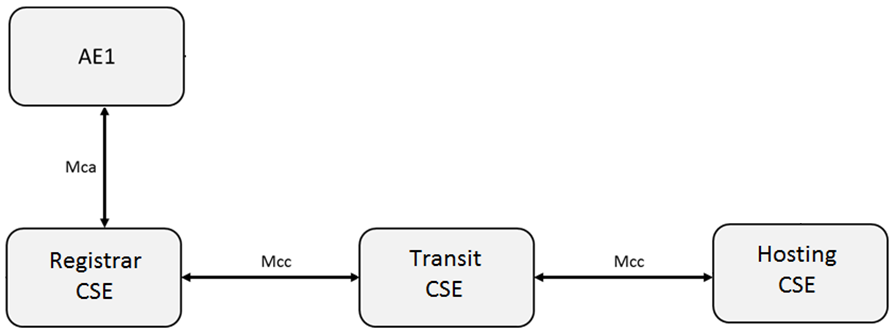 AE1
Mca
Registrar
CSE
Mcc
Transit
CSE
Mcc
Hosting
CSE